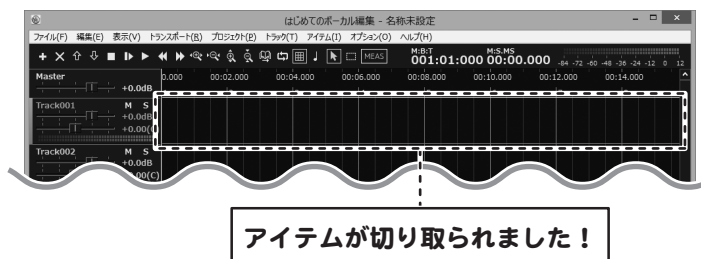 はじめてのボーカル編集 - 名称未設定
ファイル(F) 編集(E) 表示(V) トランスポート(R) プロジェクト(P) トラック(T) アイテム(I) オプション(O) ヘルプ(H)
MEAS M:B:T 001:01:000 M:S.MS 00:00.000 -84 -72 -60 -48 -36 -24 -12 0 12
Master 0.000 00:02.000 00:04.000 00:06.000 00:08.000 00:10.000 00:12.000 00:14.000
+0.0dB
Track001 M S
+0.0dB
+0.00(
Track002 M S
+0.0dB
.00(C)
アイテムが切り取られました！